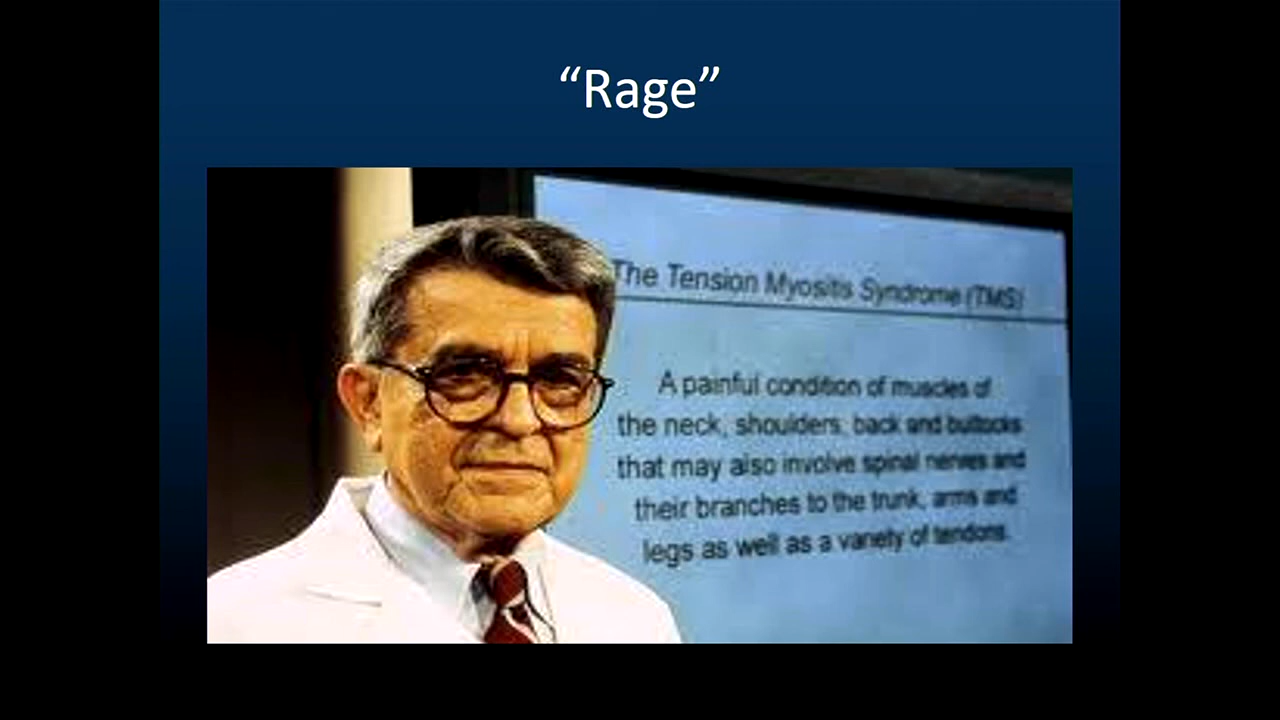 “Rage”
The Tension Myositis Syndrome (TMS)
A painful condition of muscles of
the neck, shoulders, back and buttocks
that may also involve spinal nerves and
their branches to the trunk, arms and
legs as well as a variety of tendons.